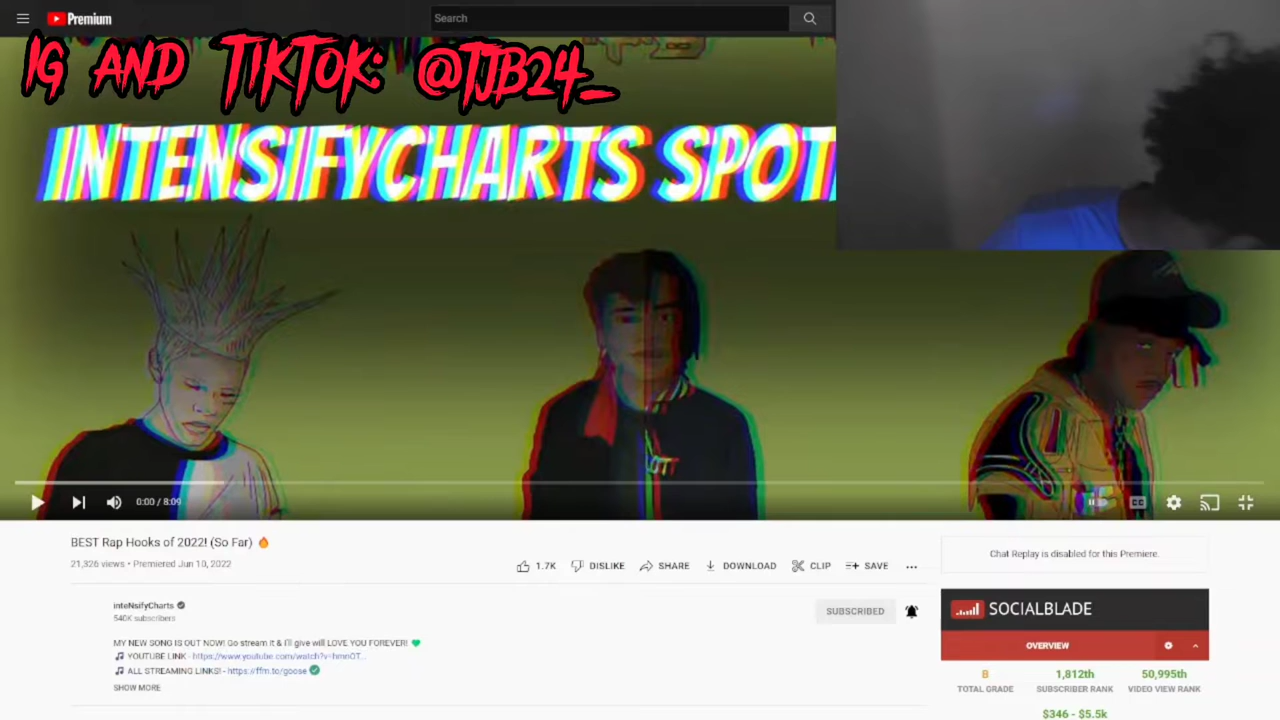 Premium
Search
IG AND TIKTOK: @TJB24_
INTENSIFYCHARTS SPOT
OTT
0:00 / 8:09
CC
BEST Rap Hooks of 2022! (So Far) 🔥
21,326 views • Premiered Jun 10, 2022
1.7K
DISLIKE
SHARE
DOWNLOAD
CLIP
SAVE
Chat Replay is disabled for this Premiere.
inteNsifyCharts
540K subscribers
SUBSCRIBED
MY NEW SONG IS OUT NOW! Go stream it & I'll give will LOVE YOU FOREVER! 💚
🎵 YOUTUBE LINK - https://www.youtube.com/watch?v=hmnOT...
🎵 ALL STREAMING LINKS! - https://ffm.to/goose ✅
SHOW MORE
SOCIALBLADE
OVERVIEW
B
1,812th
50,995th
TOTAL GRADE
SUBSCRIBER RANK
VIDEO VIEW RANK
$346 - $5.5k